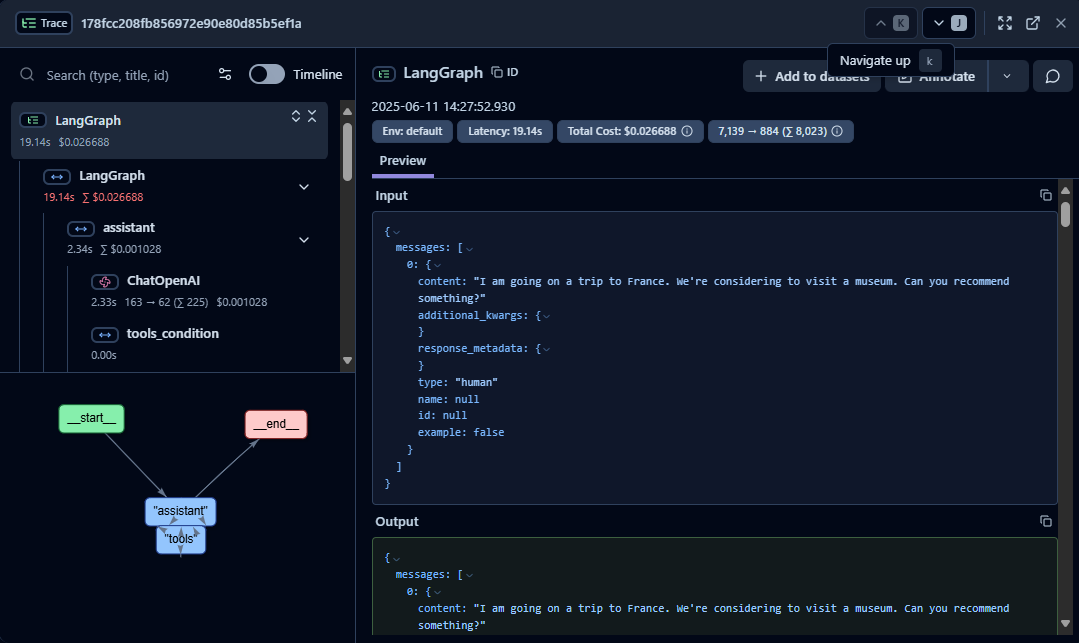 Trace 178fcc208fb856972e90e80d85b5ef1a K J
Navigate up k
Search (type, title, id) Timeline
LangGraph
19.14s $0.026688
LangGraph
19.14s ∑ $0.026688
assistant
2.34s ∑ $0.001028
ChatOpenAI
2.33s 163 → 62 (∑ 225) $0.001028
tools_condition
0.00s
__start__
__end__
"assistant"
"tools"
LangGraph ID
Add to datasets Annotate
2025-06-11 14:27:52.930
Env: default Latency: 19.14s Total Cost: $0.026688 7,139 → 884 (∑ 8,023)
Preview
Input
{
messages: [
0: {
content: "I am going on a trip to France. We're considering to visit a museum. Can you recommend
something?"
additional_kwargs: {
}
response_metadata: {
}
type: "human"
name: null
id: null
example: false
}
]
}
Output
{
messages: [
0: {
content: "I am going on a trip to France. We're considering to visit a museum. Can you recommend
something?"